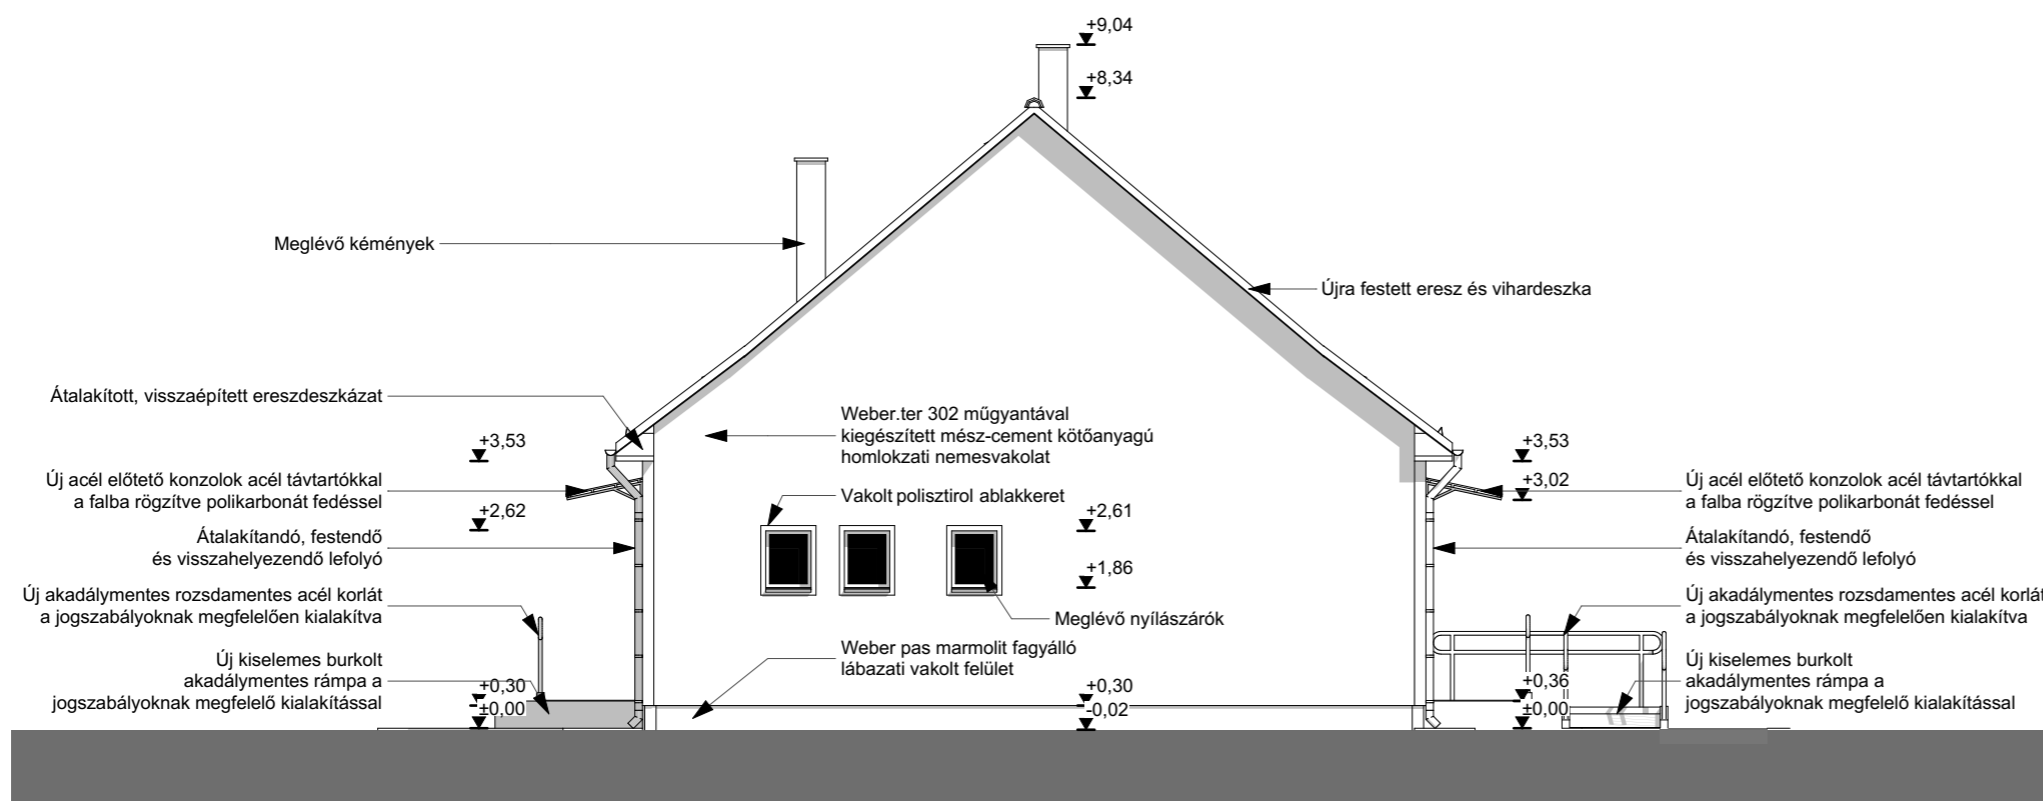 +9,04
+8,34
Meglévő kémények
Újra festett eresz és vihardeszka
Átalakított, visszaépített ereszdeszkázat
Weber.ter 302 műgyantával
kiegészített mész-cement kötőanyagú
homlokzati nemesvakolat
+3,53
+3,53
Új acél előtető konzolok acél távtartókkal
a falba rögzítve polikarbonát fedéssel
+3,02
Új acél előtető konzolok acél távtartókkal
a falba rögzítve polikarbonát fedéssel
Vakolt polisztirol ablakkeret
+2,62
+2,61
Átalakítandó, festendő
és visszahelyezendő lefolyó
Átalakítandó, festendő
és visszahelyezendő lefolyó
+1,86
Új akadálymentes rozsdamentes acél korlát
a jogszabályoknak megfelelően kialakítva
Meglévő nyílászárók
Új akadálymentes rozsdamentes acél korlát
a jogszabályoknak megfelelően kialakítva
Új kiselemes burkolt
akadálymentes rámpa a
jogszabályoknak megfelelő kialakítással
Weber pas marmolit fagyálló
lábazati vakolt felület
Új kiselemes burkolt
akadálymentes rámpa a
jogszabályoknak megfelelő kialakítással
+0,30
±0,00
+0,30
-0,02
+0,36
±0,00